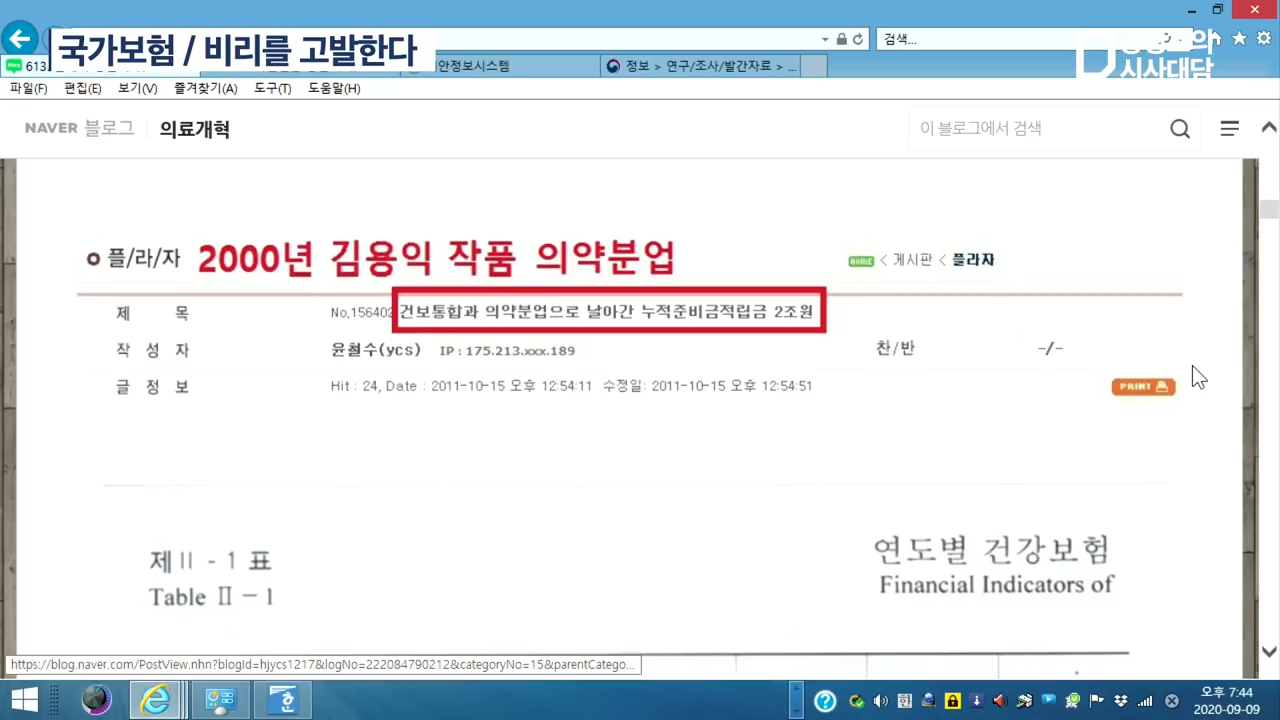 국가보험 / 비리를 고발한다
검색...
613
안정보시스템
정보 > 연구/조사/발간자료 > ...
시사대담
파일(F) 편집(E) 보기(V) 즐겨찾기(A) 도구(T) 도움말(H)
NAVER 블로그 의료개혁
이 블로그에서 검색
플/라/자 2000년 김용익 작품 의약분업
HOME < 게시판 < 플라자
제 목 No,156402 건보통합과 의약분업으로 날아간 누적준비금적립금 2조원
작 성 자 윤철수(ycs) IP : 175.213.xxx.189 찬/반 -/-
글 정 보 Hit : 24, Date : 2011-10-15 오후 12:54:11 수정일: 2011-10-15 오후 12:54:51
PRINT
제Ⅱ - 1 표 연도별 건강보험
Table Ⅱ - 1 Financial Indicators of
https://blog.naver.com/PostView.nhn?blogId=hjycs1217&logNo=222084790212&categoryNo=15&parentCatego...
오후 7:44
2020-09-09